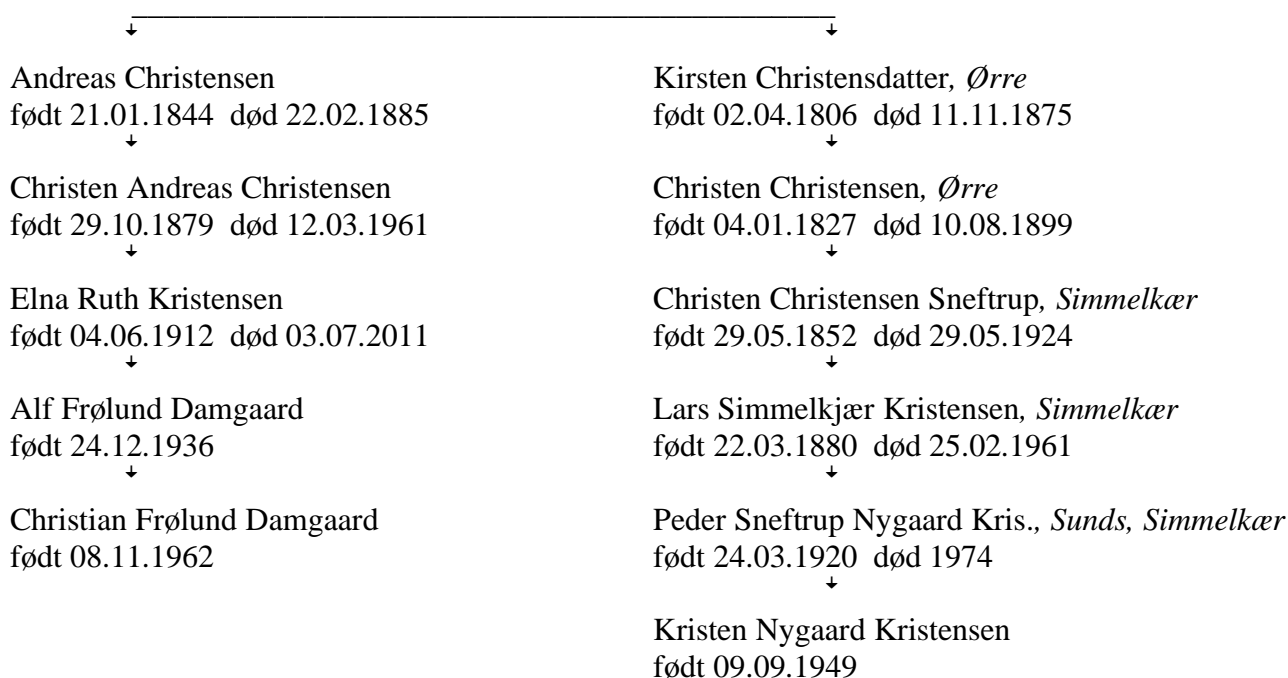 Andreas Christensen
født 21.01.1844  død 22.02.1885
Christen Andreas Christensen
født 29.10.1879  død 12.03.1961
Elna Ruth Kristensen
født 04.06.1912  død 03.07.2011
Alf Frølund Damgaard
født 24.12.1936
Christian Frølund Damgaard
født 08.11.1962
Kirsten Christensdatter, Ørre
født 02.04.1806  død 11.11.1875
Christen Christensen, Ørre
født 04.01.1827  død 10.08.1899
Christen Christensen Sneftrup, Simmelkær
født 29.05.1852  død 29.05.1924
Lars Simmelkjær Kristensen, Simmelkær
født 22.03.1880  død 25.02.1961
Peder Sneftrup Nygaard Kris., Sunds, Simmelkær
født 24.03.1920  død 1974
Kristen Nygaard Kristensen
født 09.09.1949